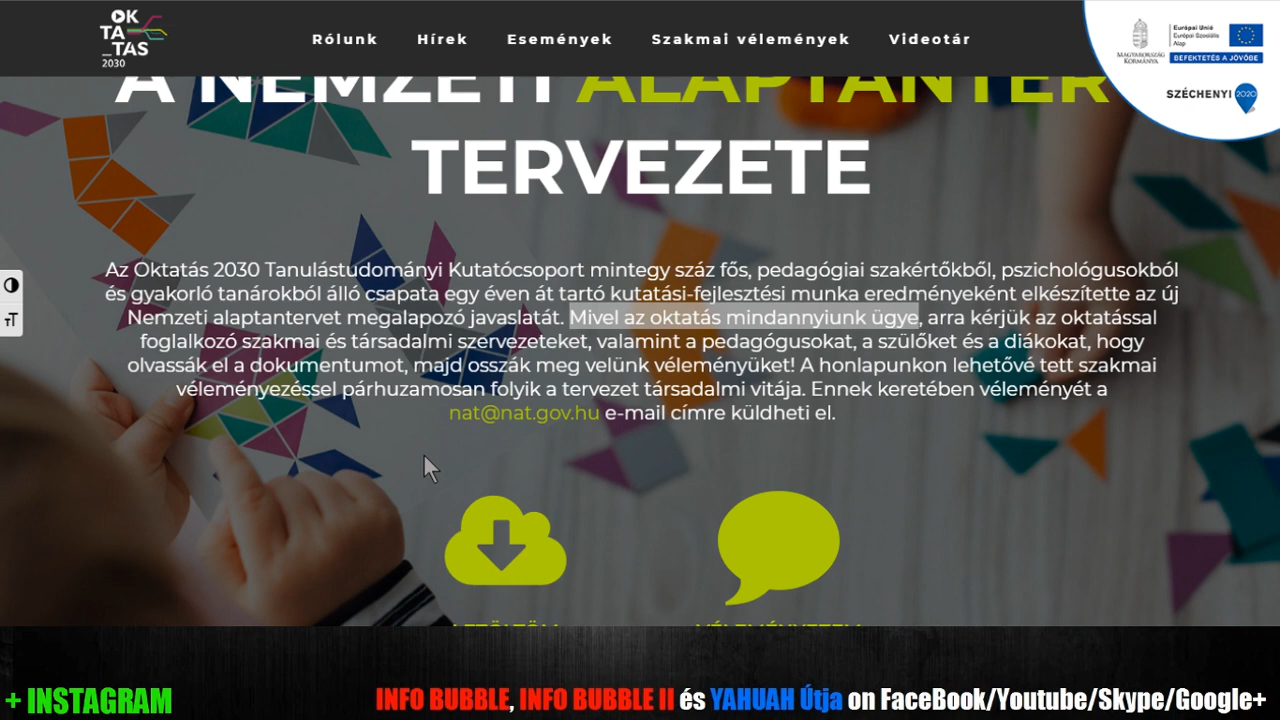 OK
TA
_TAS
2030
Rólunk Hírek Események Szakmai vélemények Videotár
MAGYARORSZÁG
KORMÁNYA
Európai Unió
Európai Szociális
Alap
BEFEKTETÉS A JÖVŐBE
SZÉCHENYI 2020
A NEMZETI ALAPTANTERV
TERVEZETE
Az Oktatás 2030 Tanulástudományi Kutatócsoport mintegy száz fős, pedagógiai szakértőkből, pszichológusokból
és gyakorló tanárokból álló csapata egy éven át tartó kutatási-fejlesztési munka eredményeként elkészítette az új
Nemzeti alaptantervet megalapozó javaslatát. Mivel az oktatás mindannyiunk ügye, arra kérjük az oktatással
foglalkozó szakmai és társadalmi szervezeteket, valamint a pedagógusokat, a szülőket és a diákokat, hogy
olvassák el a dokumentumot, majd osszák meg velünk véleményüket! A honlapunkon lehetővé tett szakmai
véleményezéssel párhuzamosan folyik a tervezet társadalmi vitája. Ennek keretében véleményét a
nat@nat.gov.hu e-mail címre küldheti el.
+ INSTAGRAM
INFO BUBBLE, INFO BUBBLE II és YAHUAH Útja on FaceBook/Youtube/Skype/Google+